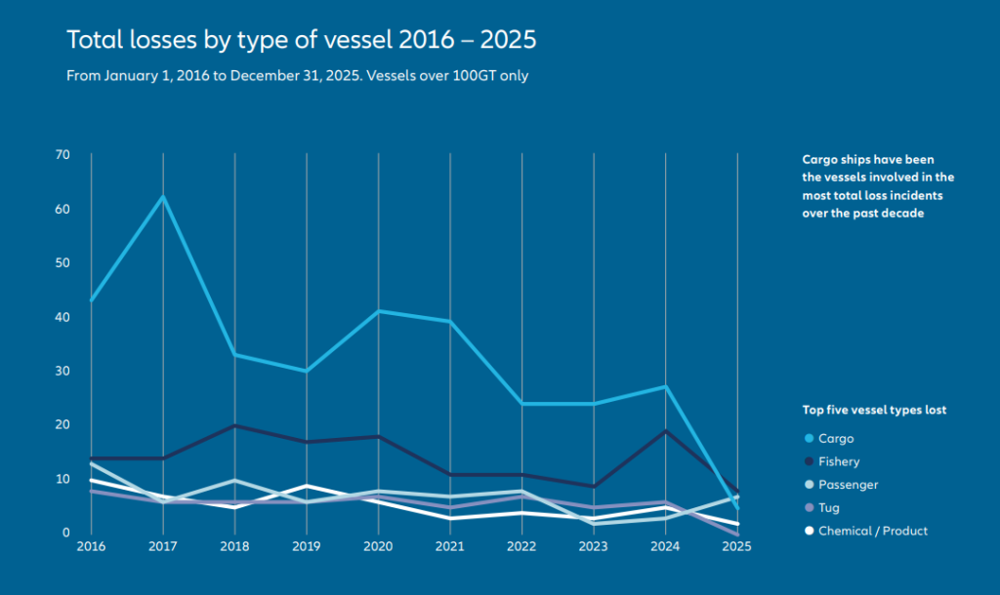 Total losses by type of vessel 2016 – 2025
From January 1, 2016 to December 31, 2025. Vessels over 100GT only
70
60
50
40
30
20
10
0
2016 2017 2018 2019 2020 2021 2022 2023 2024 2025
Cargo ships have been
the vessels involved in the
most total loss incidents
over the past decade
Top five vessel types lost
Cargo
Fishery
Passenger
Tug
Chemical / Product